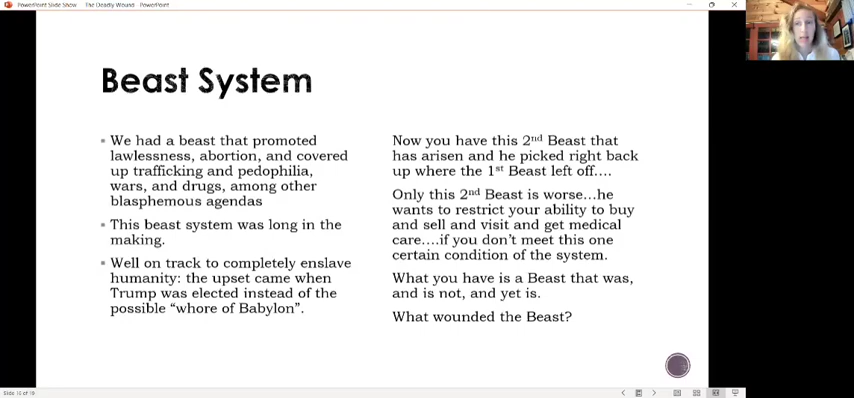 PowerPoint Slide Show - The Deadly Wound - PowerPoint
Beast System
We had a beast that promoted
lawlessness, abortion, and covered
up trafficking and pedophilia,
wars, and drugs, among other
blasphemous agendas
This beast system was long in the
making.
Well on track to completely enslave
humanity: the upset came when
Trump was elected instead of the
possible “whore of Babylon”.
Now you have this 2nd Beast that
has arisen and he picked right back
up where the 1st Beast left off....
Only this 2nd Beast is worse...he
wants to restrict your ability to buy
and sell and visit and get medical
care....if you don’t meet this one
certain condition of the system.
What you have is a Beast that was,
and is not, and yet is.
What wounded the Beast?